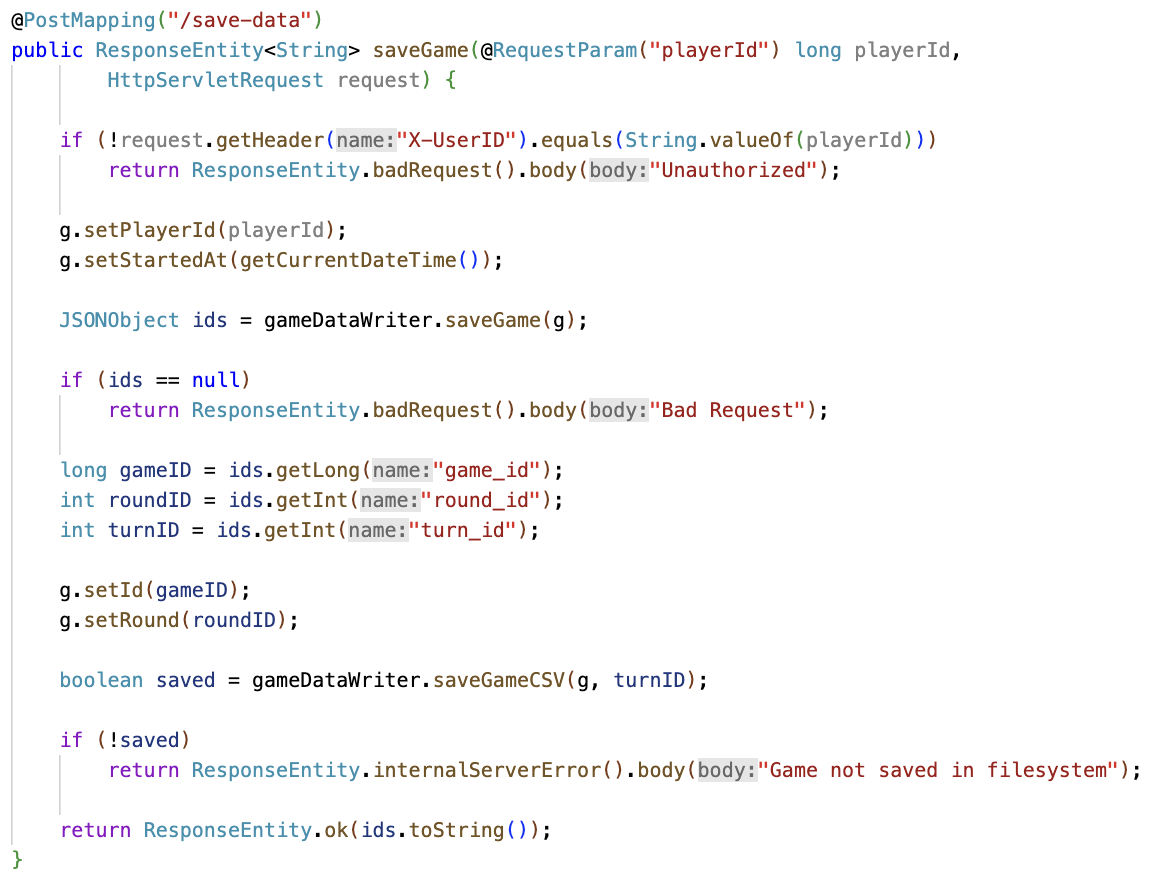 @PostMapping("/save-data")
public ResponseEntity<String> saveGame(@RequestParam("playerId") long playerId,
        HttpServletRequest request) {

    if (!request.getHeader(name:"X-UserID").equals(String.valueOf(playerId)))
        return ResponseEntity.badRequest().body(body:"Unauthorized");

    g.setPlayerId(playerId);
    g.setStartedAt(getCurrentDateTime());

    JSONObject ids = gameDataWriter.saveGame(g);

    if (ids == null)
        return ResponseEntity.badRequest().body(body:"Bad Request");

    long gameID = ids.getLong(name:"game_id");
    int roundID = ids.getInt(name:"round_id");
    int turnID = ids.getInt(name:"turn_id");

    g.setId(gameID);
    g.setRound(roundID);

    boolean saved = gameDataWriter.saveGameCSV(g, turnID);

    if (!saved)
        return ResponseEntity.internalServerError().body(body:"Game not saved in filesystem");

    return ResponseEntity.ok(ids.toString());
}